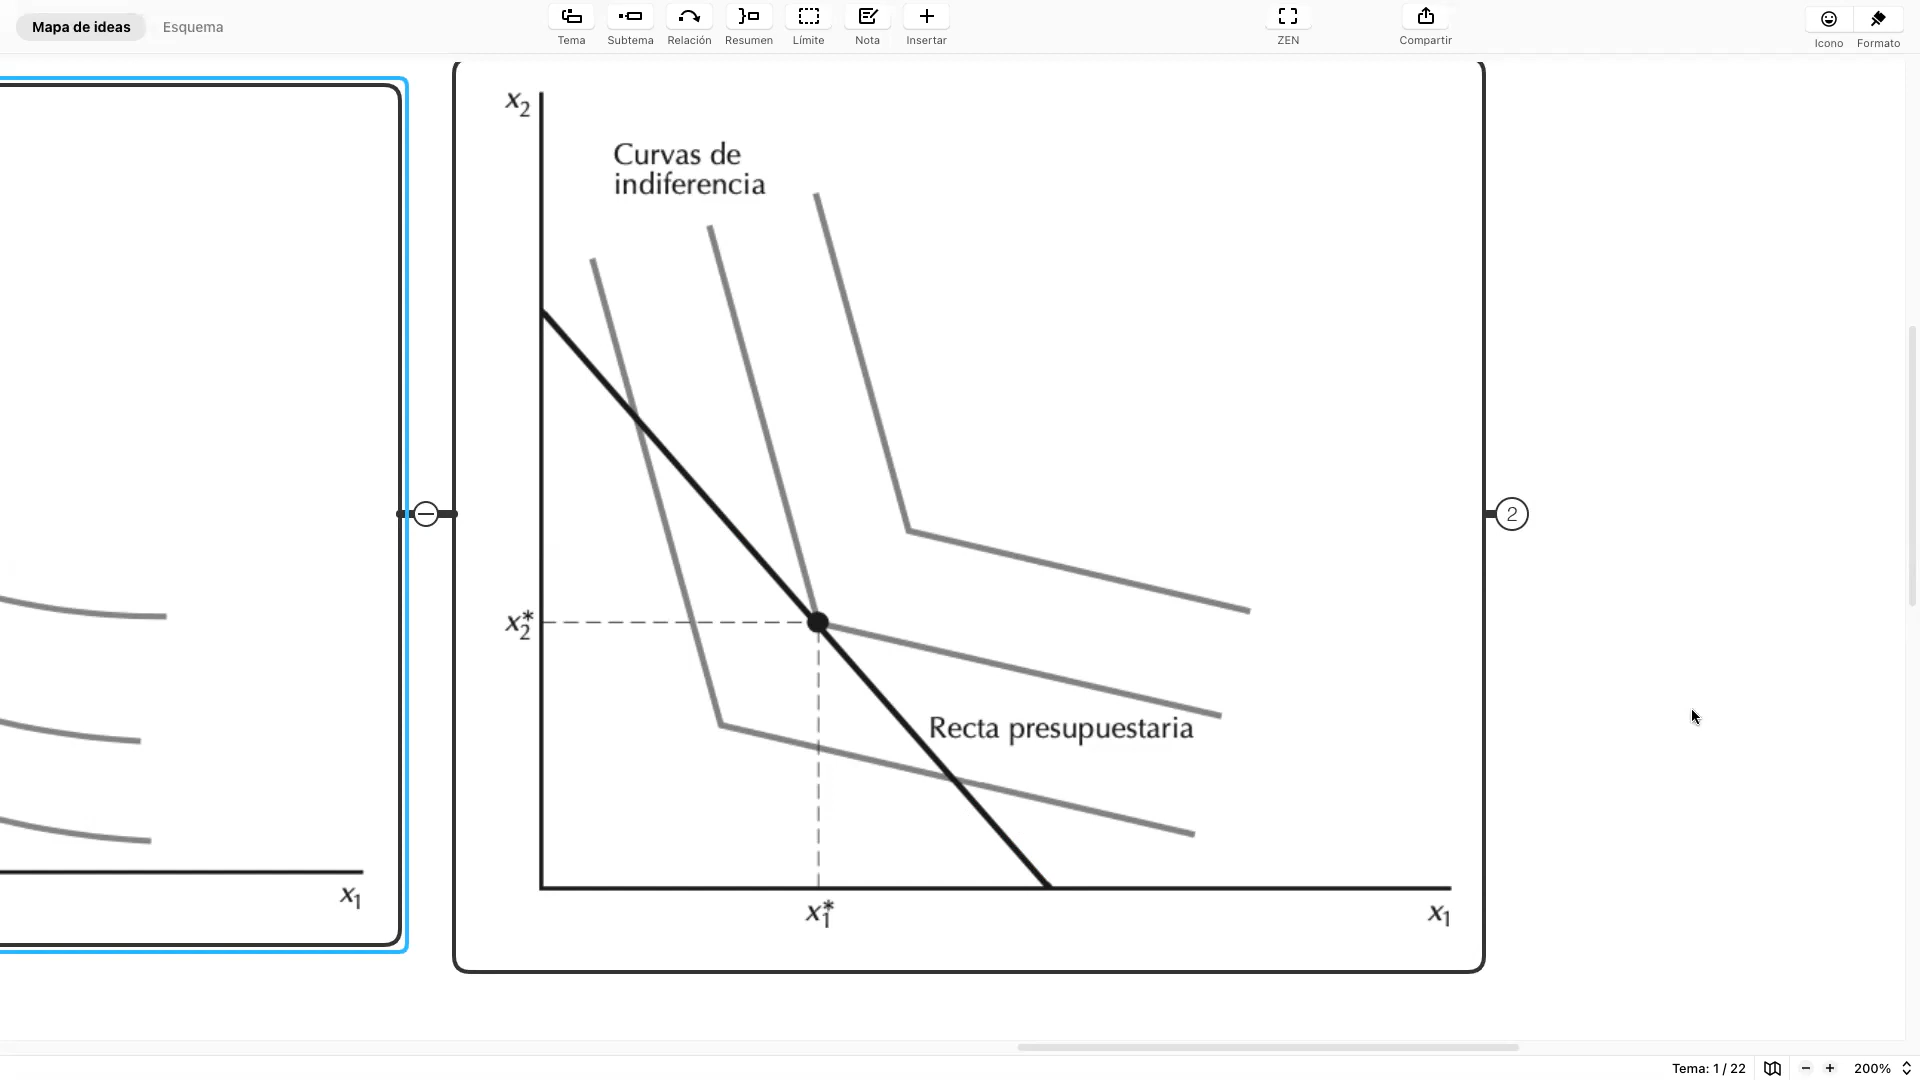 Mapa de ideas
Esquema
Tema
Subtema
Relación
Resumen
Límite
Nota
Insertar
ZEN
Compartir
Icono
Formato
x₂
Curvas de
indiferencia
x₂*
Recta presupuestaria
x₁*
x₁
x₁
2
Tema: 1 / 22
200%